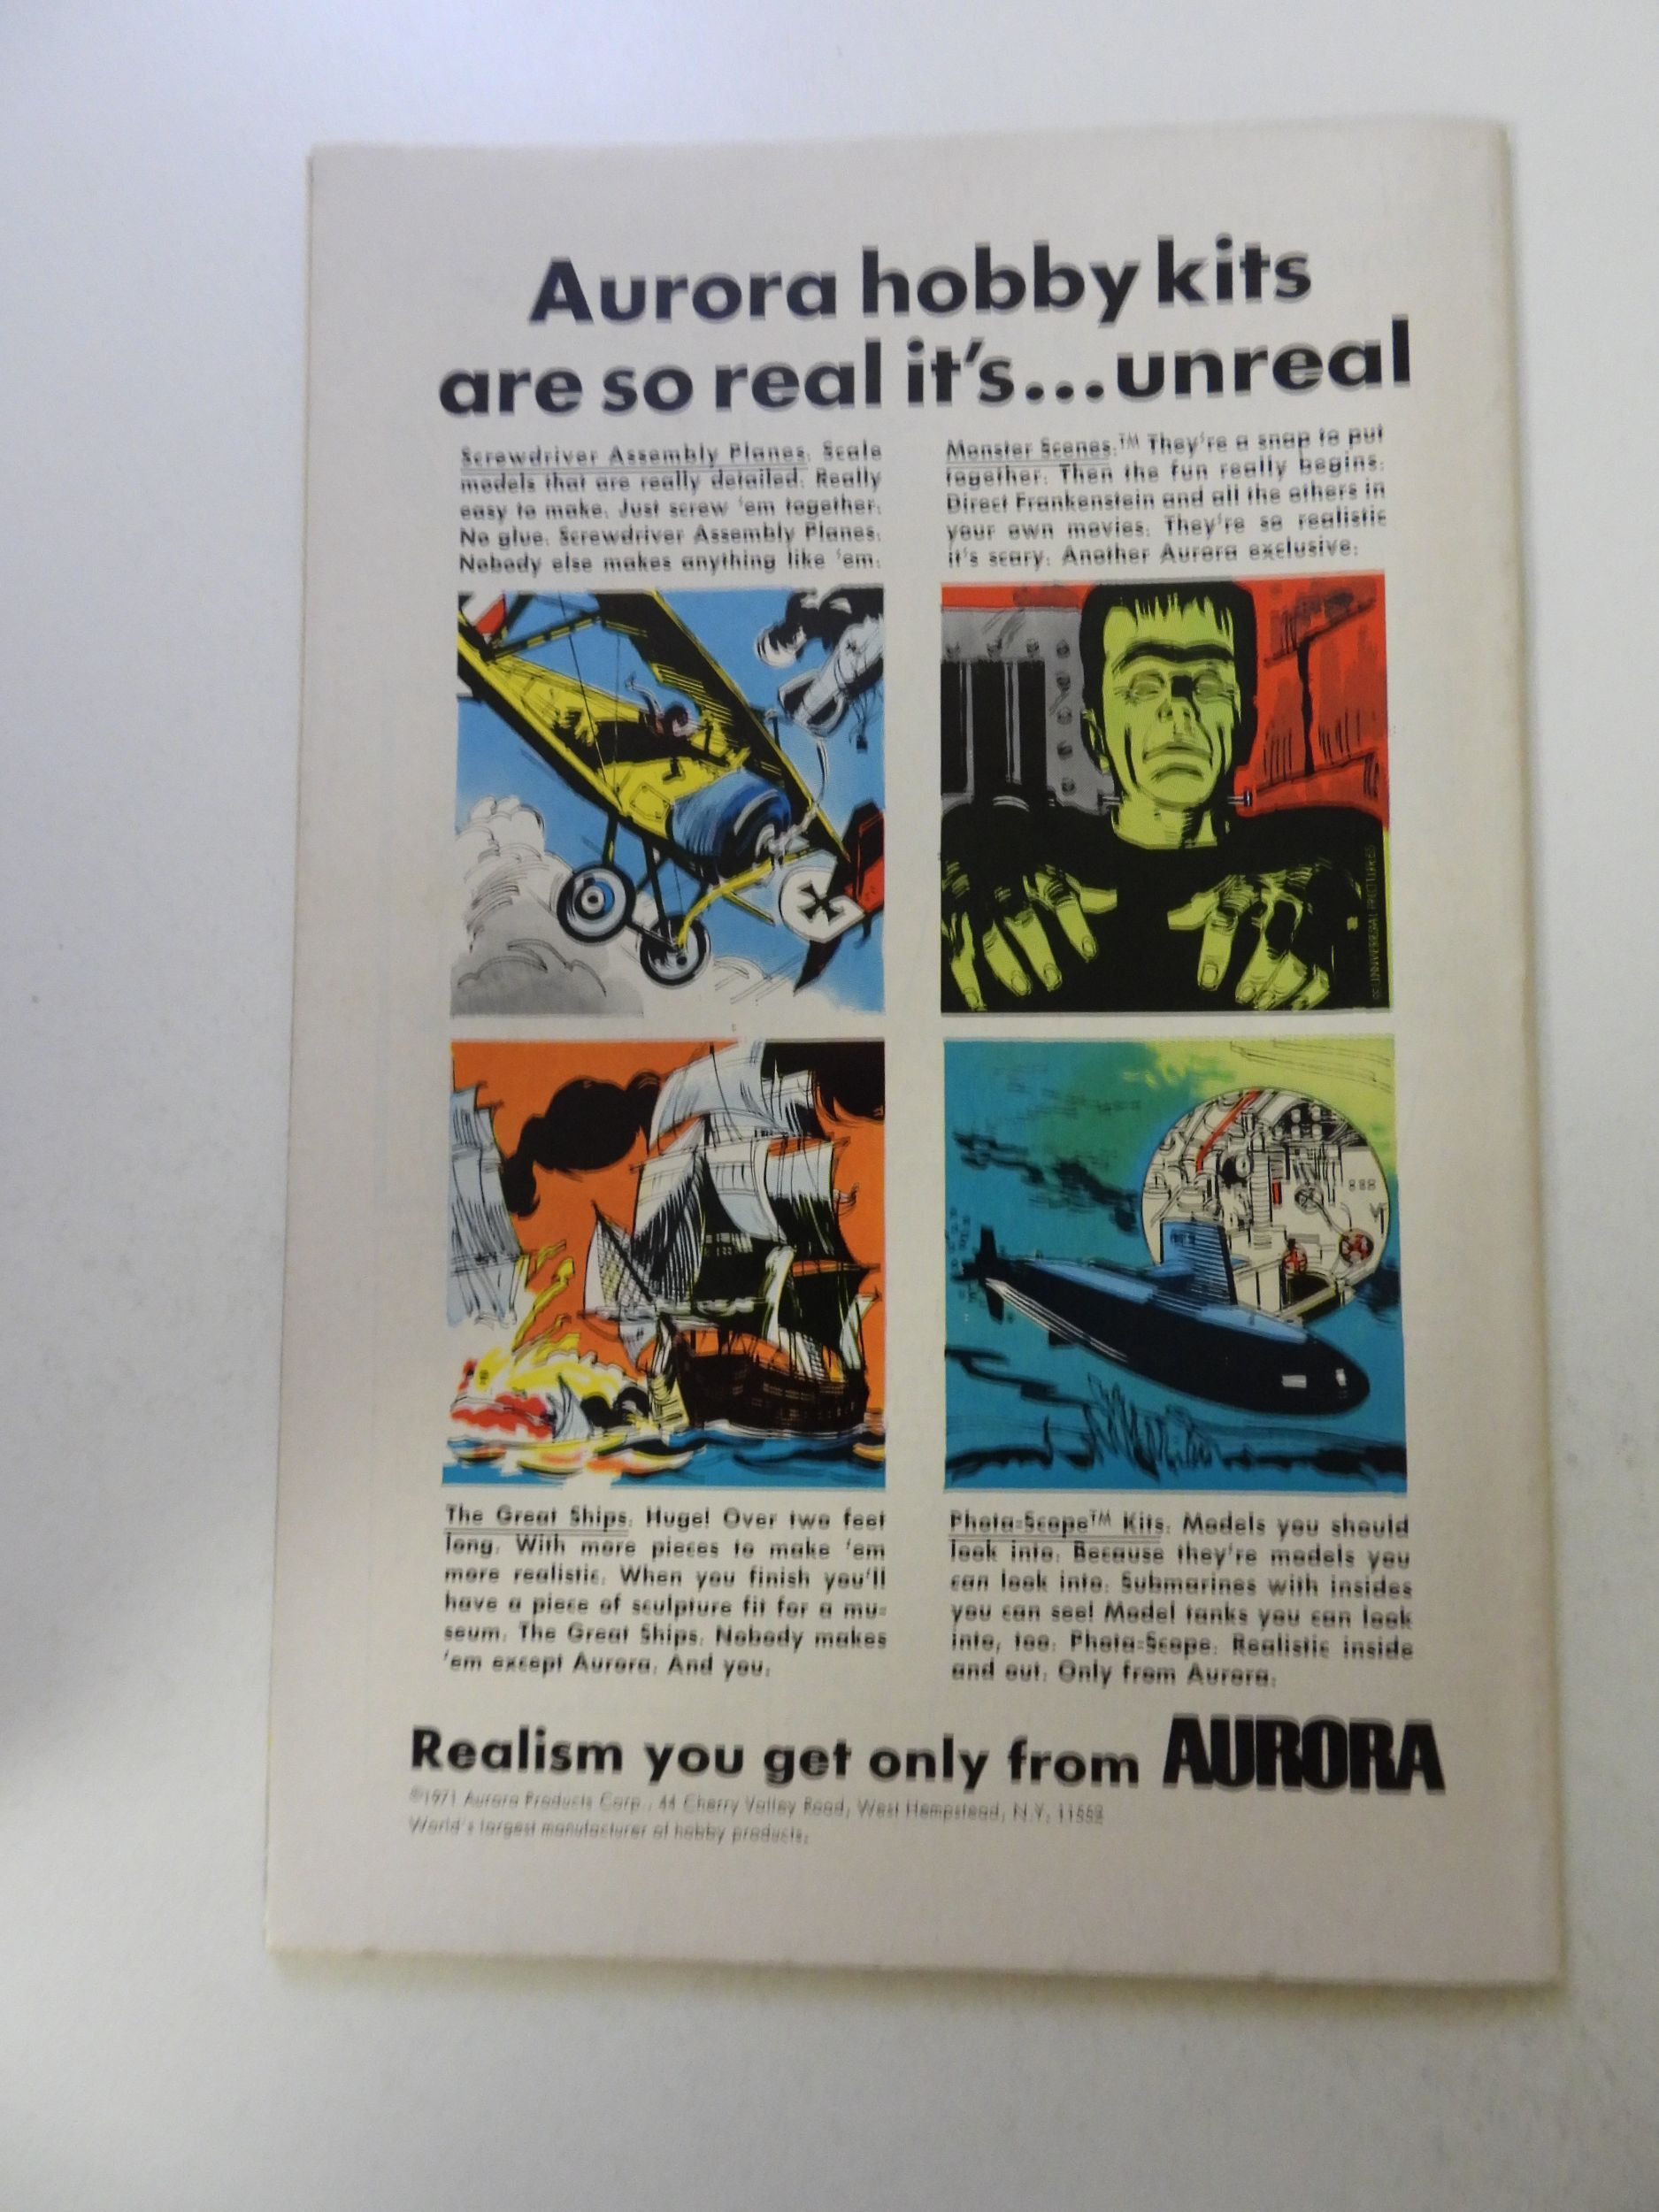 Aurora hobby kits
are so real it's...unreal
Screwdriver Assembly Planes. Scale
models that are really detailed. Really
easy to make. Just screw 'em together.
No glue. Screwdriver Assembly Planes.
Nobody else makes anything like 'em.
Monster Scenes.™ They're a snap to put
together. Then the fun really begins.
Direct Frankenstein and all the others in
your own movies. They're so realistic
it's scary. Another Aurora exclusive.
UNIVERSAL PICTURES
The Great Ships. Huge! Over two feet
long. With more pieces to make 'em
more realistic. When you finish you'll
have a piece of sculpture fit for a mu-
seum. The Great Ships. Nobody makes
'em except Aurora. And you.
Photo-Scope™ Kits. Models you should
look into. Because they're models you
can look into. Submarines with insides
you can see! Model tanks you can look
into, too. Photo-Scope. Realistic inside
and out. Only from Aurora.
Realism you get only from AURORA
©1971 Aurora Products Corp., 44 Cherry Valley Road, West Hempstead, N.Y. 11552
World's largest manufacturer of hobby products.